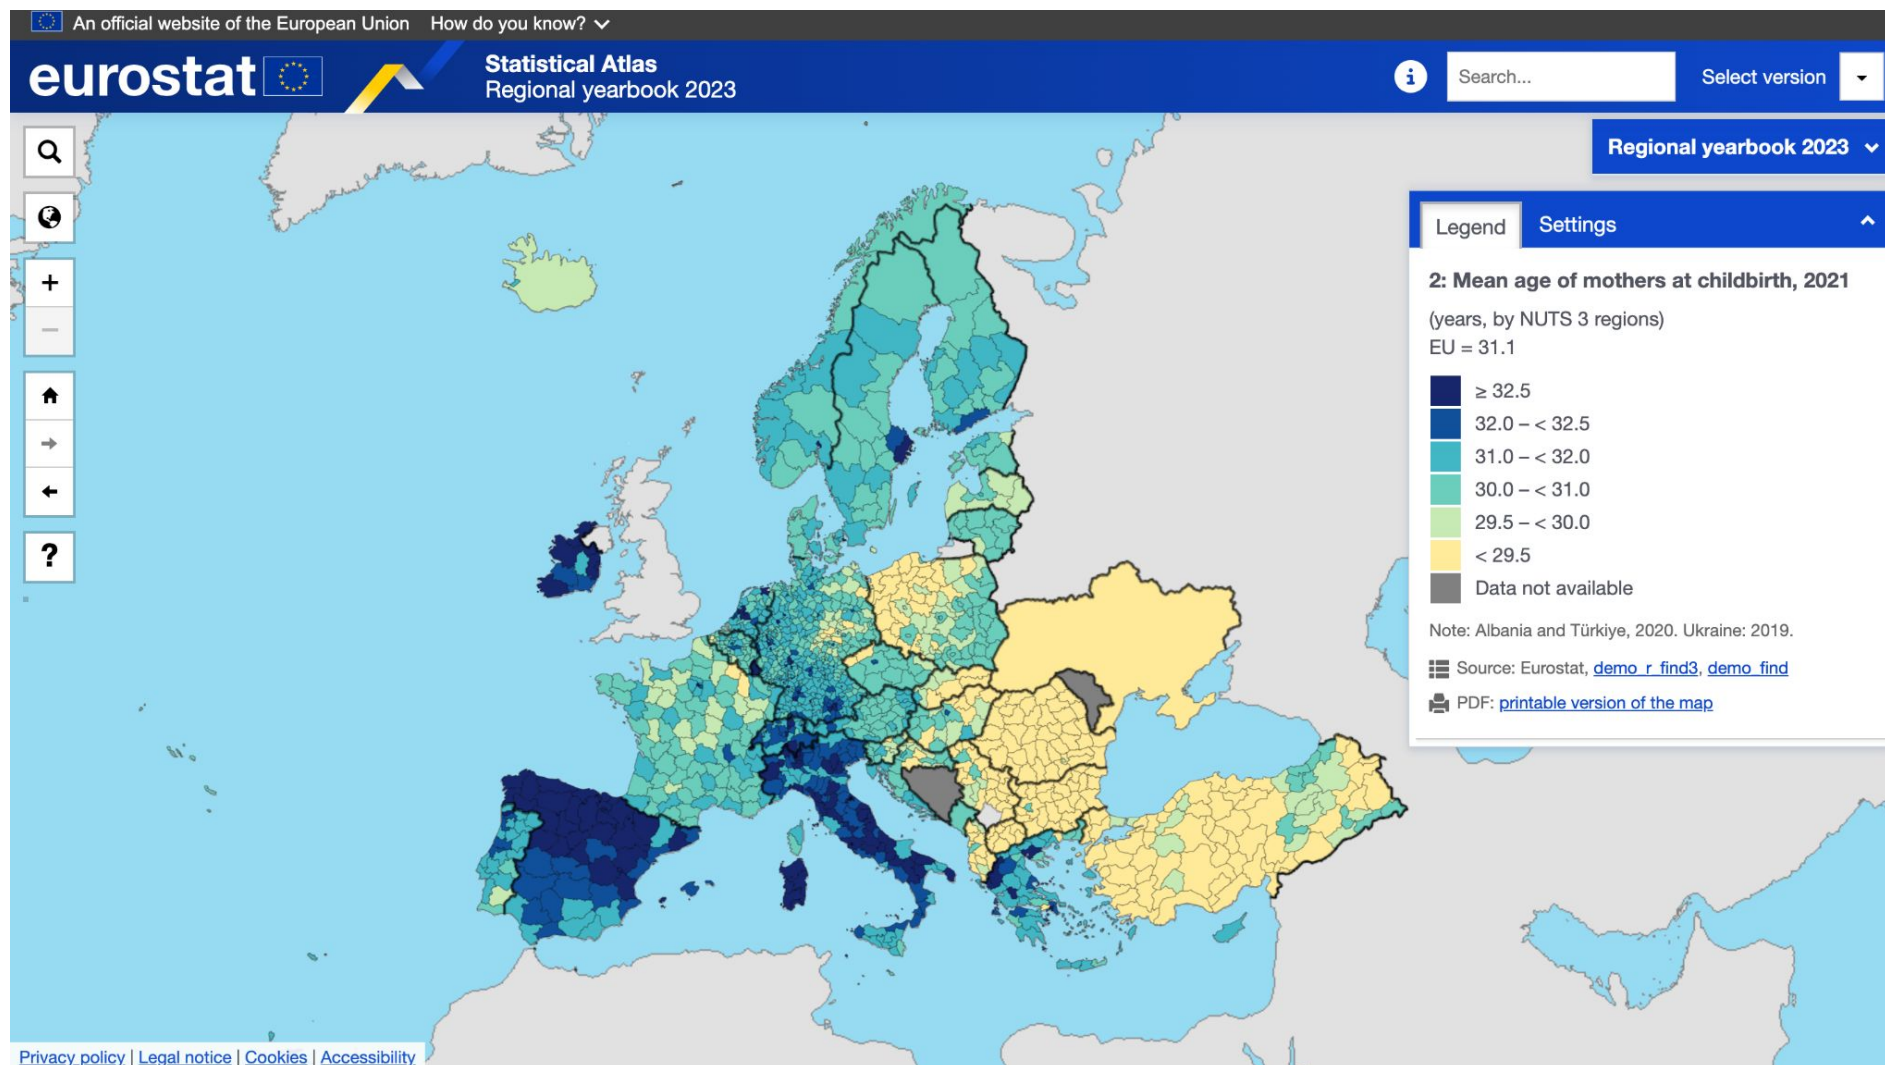 An official website of the European Union How do you know?
eurostat
Statistical Atlas
Regional yearbook 2023
i
Search...
Select version
Regional yearbook 2023
Legend
Settings
2: Mean age of mothers at childbirth, 2021
(years, by NUTS 3 regions)
EU = 31.1
≥ 32.5
32.0 – < 32.5
31.0 – < 32.0
30.0 – < 31.0
29.5 – < 30.0
< 29.5
Data not available
Note: Albania and Türkiye, 2020. Ukraine: 2019.
Source: Eurostat, demo_r_find3, demo_find
PDF: printable version of the map
+
−
?
Privacy policy | Legal notice | Cookies | Accessibility